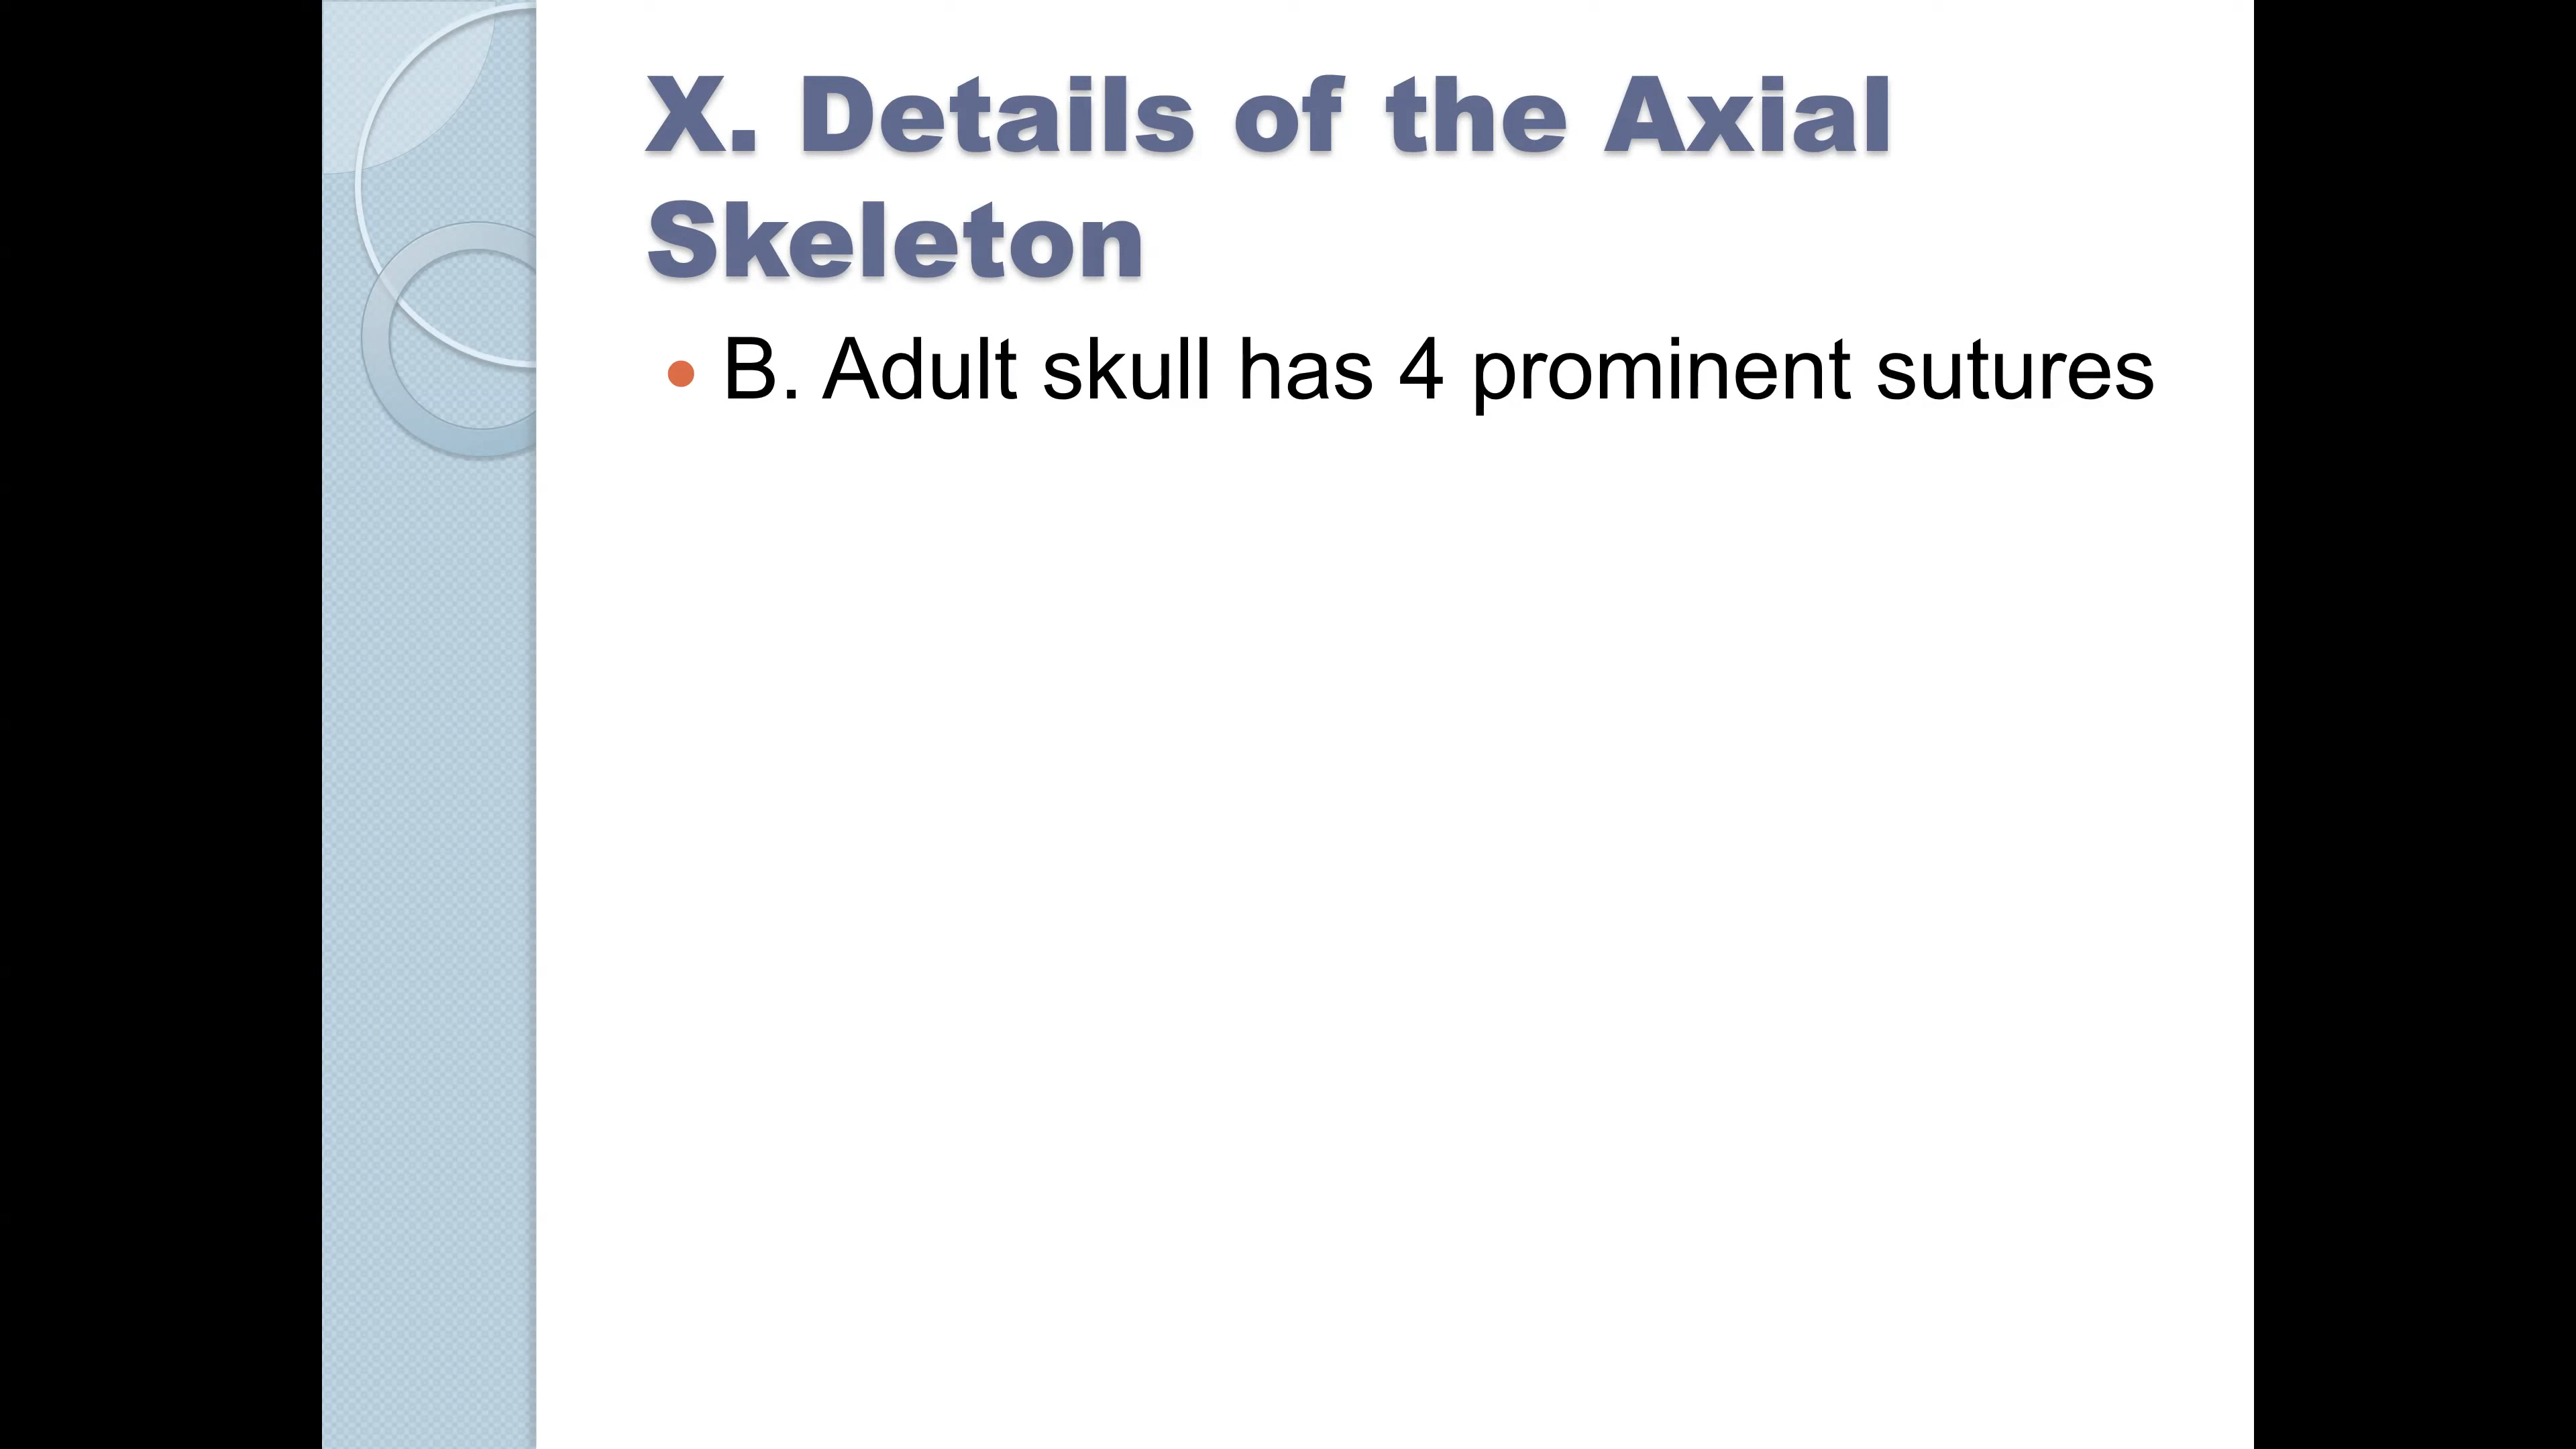 X. Details of the Axial
Skeleton
• B. Adult skull has 4 prominent sutures